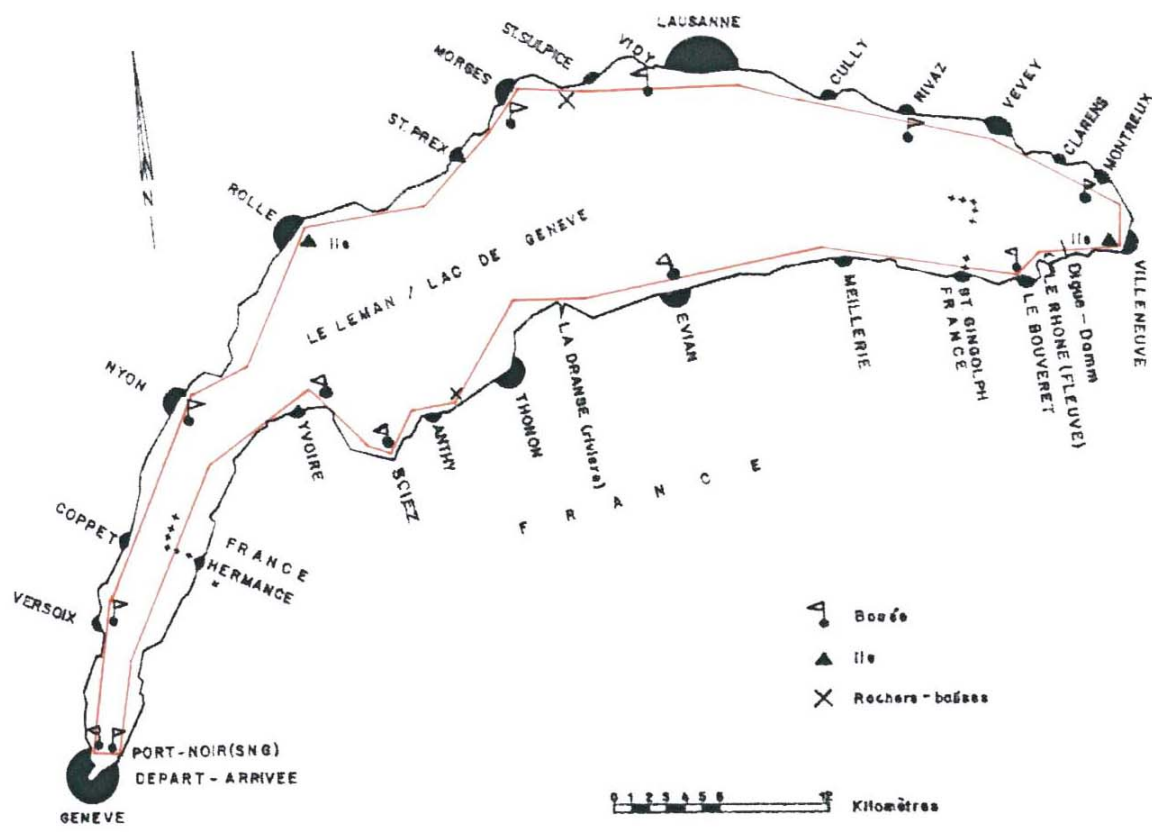 LAUSANNE
ST.SULPICE
VIDY
MORGES
CULLY
RIVAZ
VEVEY
CLARENS
MONTREUX
ST. PREX
N
ROLLE
Ile
LE LEMAN / LAC DE GENEVE
Ile
VILLENEUVE
Digue-Damm
LE RHONE (FLEUVE)
LE BOUVERET
ST GINGOLPH
FRANCE
MEILLERIE
EVIAN
LA DRANSE (rivière)
THONON
ANTHY
SCIEZ
YVOIRE
NYON
FRANCE
COPPET
FRANCE
HERMANCE
VERSOIX
Bouée
Ile
Rochers-balises
PORT-NOIR(SNG)
DEPART-ARRIVEE
GENEVE
0 1 2 3 4 5 6 12 Kilomètres